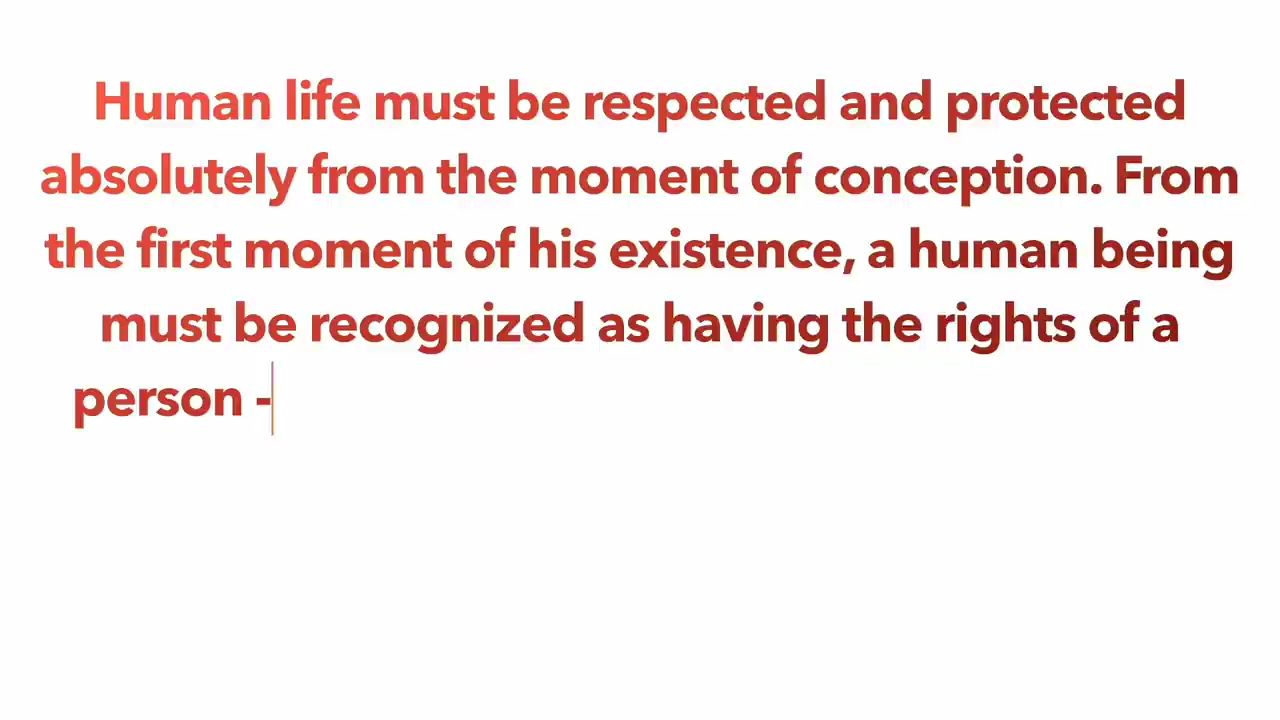 Human life must be respected and protected
absolutely from the moment of conception. From
the first moment of his existence, a human being
must be recognized as having the rights of a
person -